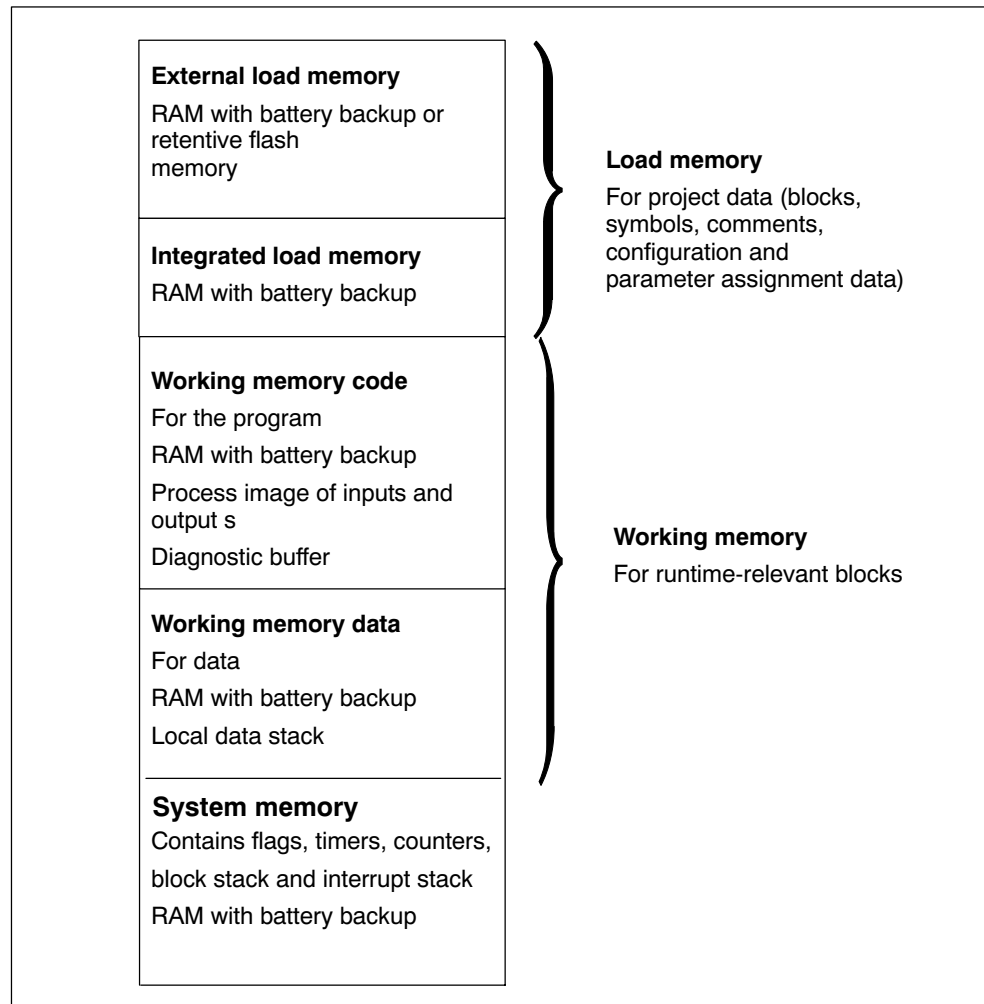 External load memory
RAM with battery backup or
retentive flash
memory
Load memory
For project data (blocks,
symbols, comments,
configuration and
parameter assignment data)
Integrated load memory
RAM with battery backup
Working memory code
For the program
RAM with battery backup
Process image of inputs and
output s
Diagnostic buffer
Working memory
For runtime-relevant blocks
Working memory data
For data
RAM with battery backup
Local data stack
System memory
Contains flags, timers, counters,
block stack and interrupt stack
RAM with battery backup